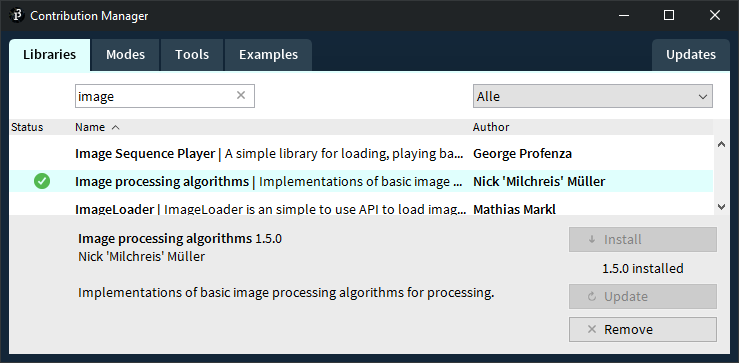 Contribution Manager
Libraries Modes Tools Examples Updates
image Alle
Status Name Author
Image Sequence Player | A simple library for loading, playing ba... George Profenza
Image processing algorithms | Implementations of basic image ... Nick 'Milchreis' Müller
ImageLoader | ImageLoader is an simple to use API to load imag... Mathias Markl
Image processing algorithms 1.5.0
Install
Nick 'Milchreis' Müller
1.5.0 installed
Implementations of basic image processing algorithms for processing.
Update
Remove